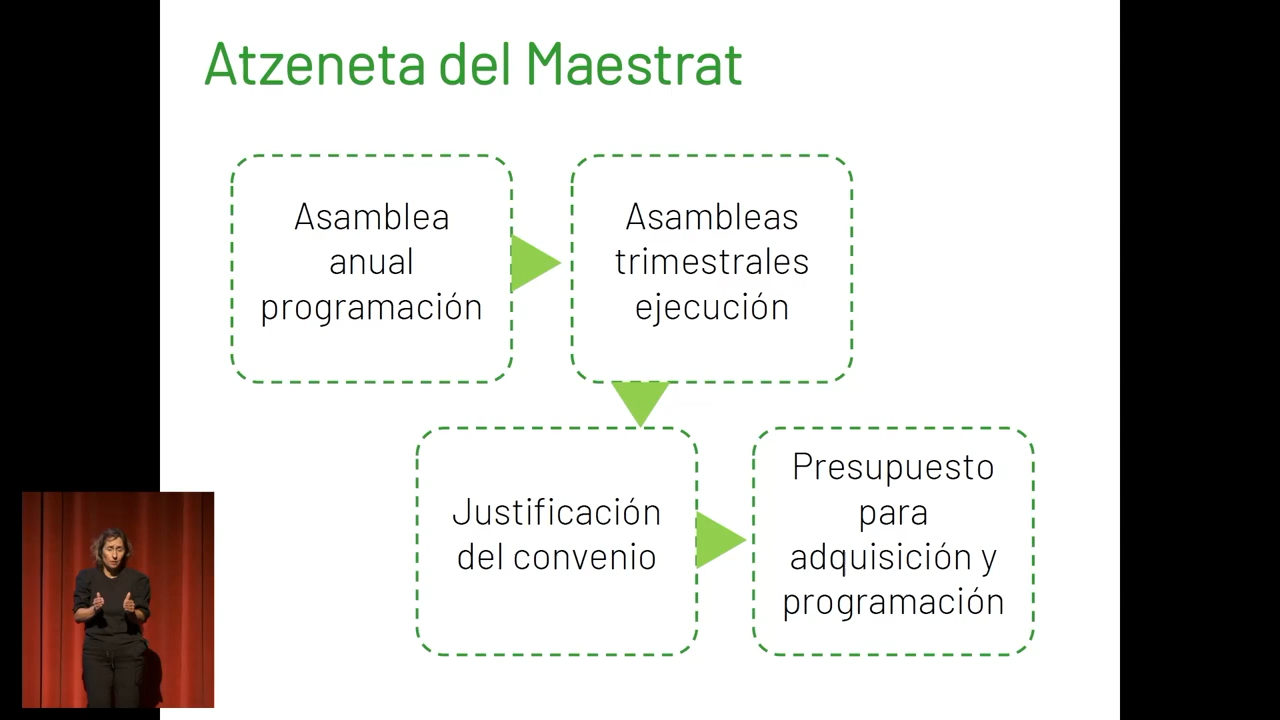 Atzeneta del Maestrat
Asamblea
anual
programación
Asambleas
trimestrales
ejecución
Justificación
del convenio
Presupuesto
para
adquisición y
programación